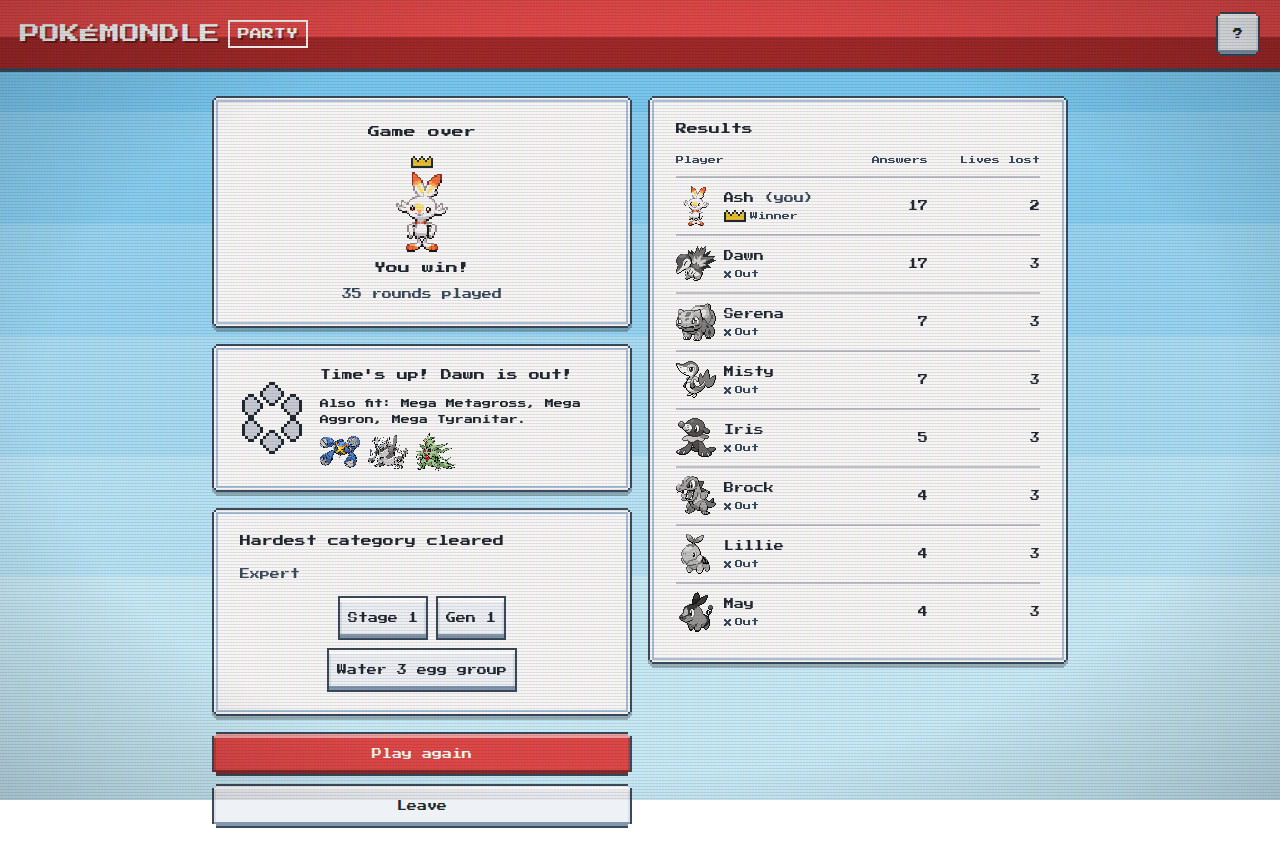 POKéMONDLE PARTY
?
Game over
You win!
35 rounds played
Time's up! Dawn is out!
Also fit: Mega Metagross, Mega
Aggron, Mega Tyranitar.
Hardest category cleared
Expert
Stage 1 Gen 1
Water 3 egg group
Play again
Leave
Results
Player Answers Lives lost
Ash (you) 17 2
Winner
Dawn 17 3
x Out
Serena 7 3
x Out
Misty 7 3
x Out
Iris 5 3
x Out
Brock 4 3
x Out
Lillie 4 3
x Out
May 4 3
x Out